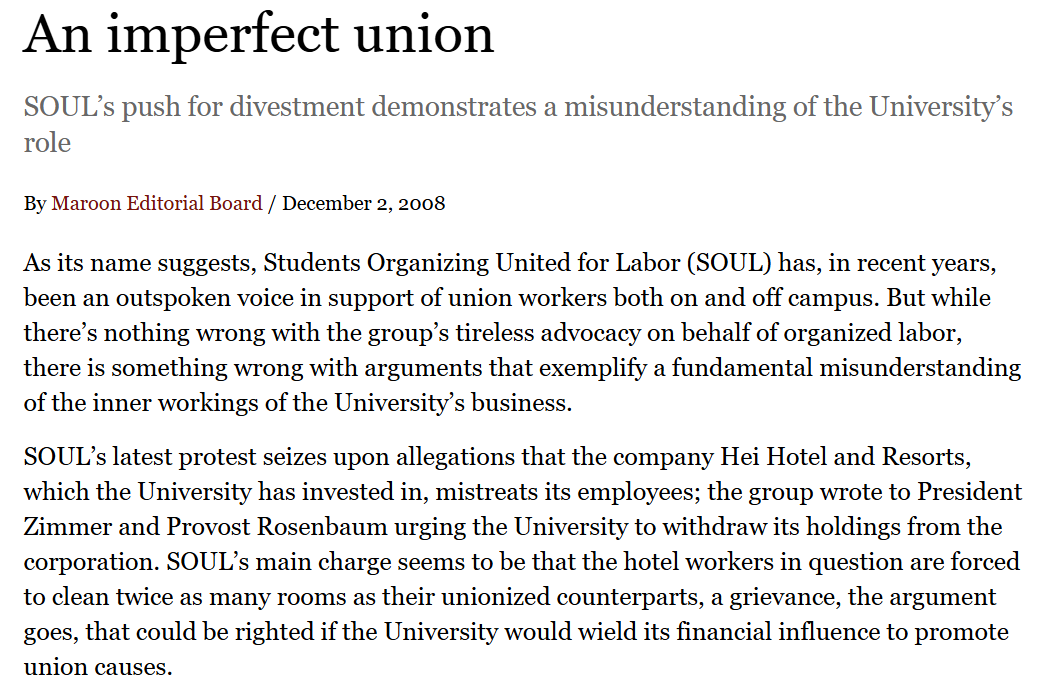 An imperfect union
SOUL’s push for divestment demonstrates a misunderstanding of the University’s
role
By Maroon Editorial Board / December 2, 2008
As its name suggests, Students Organizing United for Labor (SOUL) has, in recent years,
been an outspoken voice in support of union workers both on and off campus. But while
there’s nothing wrong with the group’s tireless advocacy on behalf of organized labor,
there is something wrong with arguments that exemplify a fundamental misunderstanding
of the inner workings of the University’s business.
SOUL’s latest protest seizes upon allegations that the company Hei Hotel and Resorts,
which the University has invested in, mistreats its employees; the group wrote to President
Zimmer and Provost Rosenbaum urging the University to withdraw its holdings from the
corporation. SOUL’s main charge seems to be that the hotel workers in question are forced
to clean twice as many rooms as their unionized counterparts, a grievance, the argument
goes, that could be righted if the University would wield its financial influence to promote
union causes.